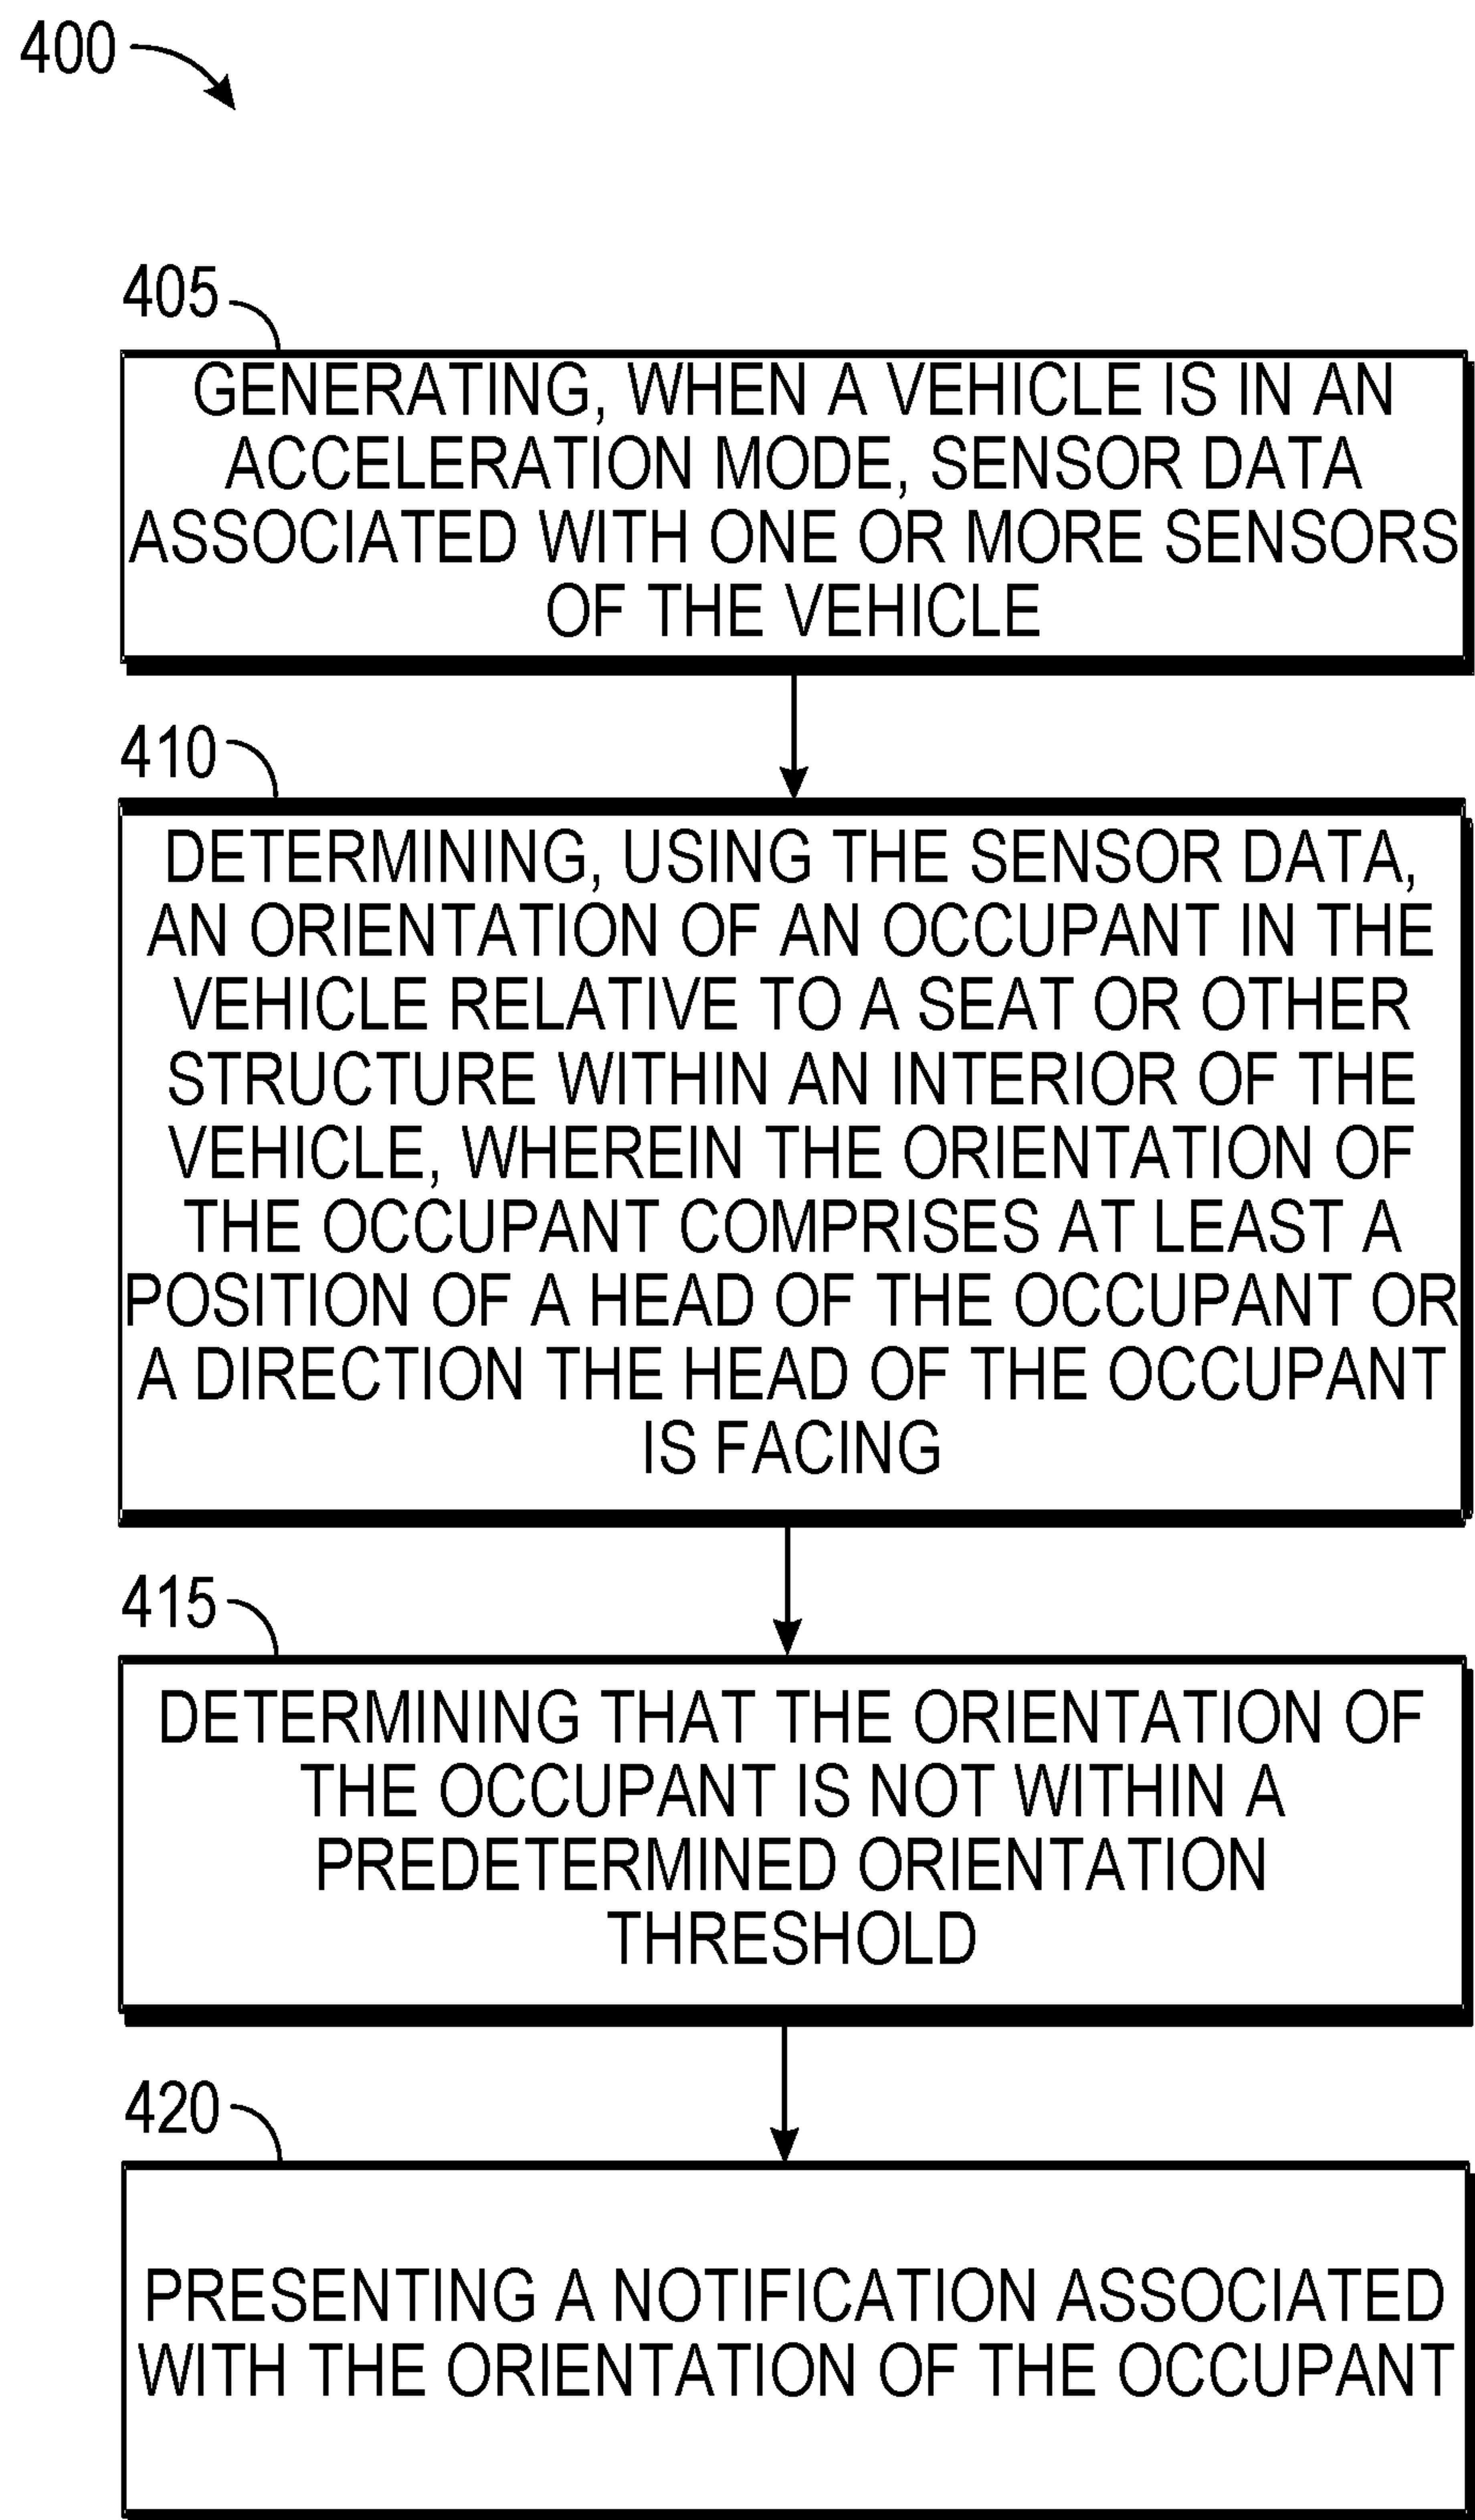 400
405
GENERATING, WHEN A VEHICLE IS IN AN
ACCELERATION MODE, SENSOR DATA
ASSOCIATED WITH ONE OR MORE SENSORS
OF THE VEHICLE
410
DETERMINING, USING THE SENSOR DATA,
AN ORIENTATION OF AN OCCUPANT IN THE
VEHICLE RELATIVE TO A SEAT OR OTHER
STRUCTURE WITHIN AN INTERIOR OF THE
VEHICLE, WHEREIN THE ORIENTATION OF
THE OCCUPANT COMPRISES AT LEAST A
POSITION OF A HEAD OF THE OCCUPANT OR
A DIRECTION THE HEAD OF THE OCCUPANT
IS FACING
415
DETERMINING THAT THE ORIENTATION OF
THE OCCUPANT IS NOT WITHIN A
PREDETERMINED ORIENTATION
THRESHOLD
420
PRESENTING A NOTIFICATION ASSOCIATED
WITH THE ORIENTATION OF THE OCCUPANT